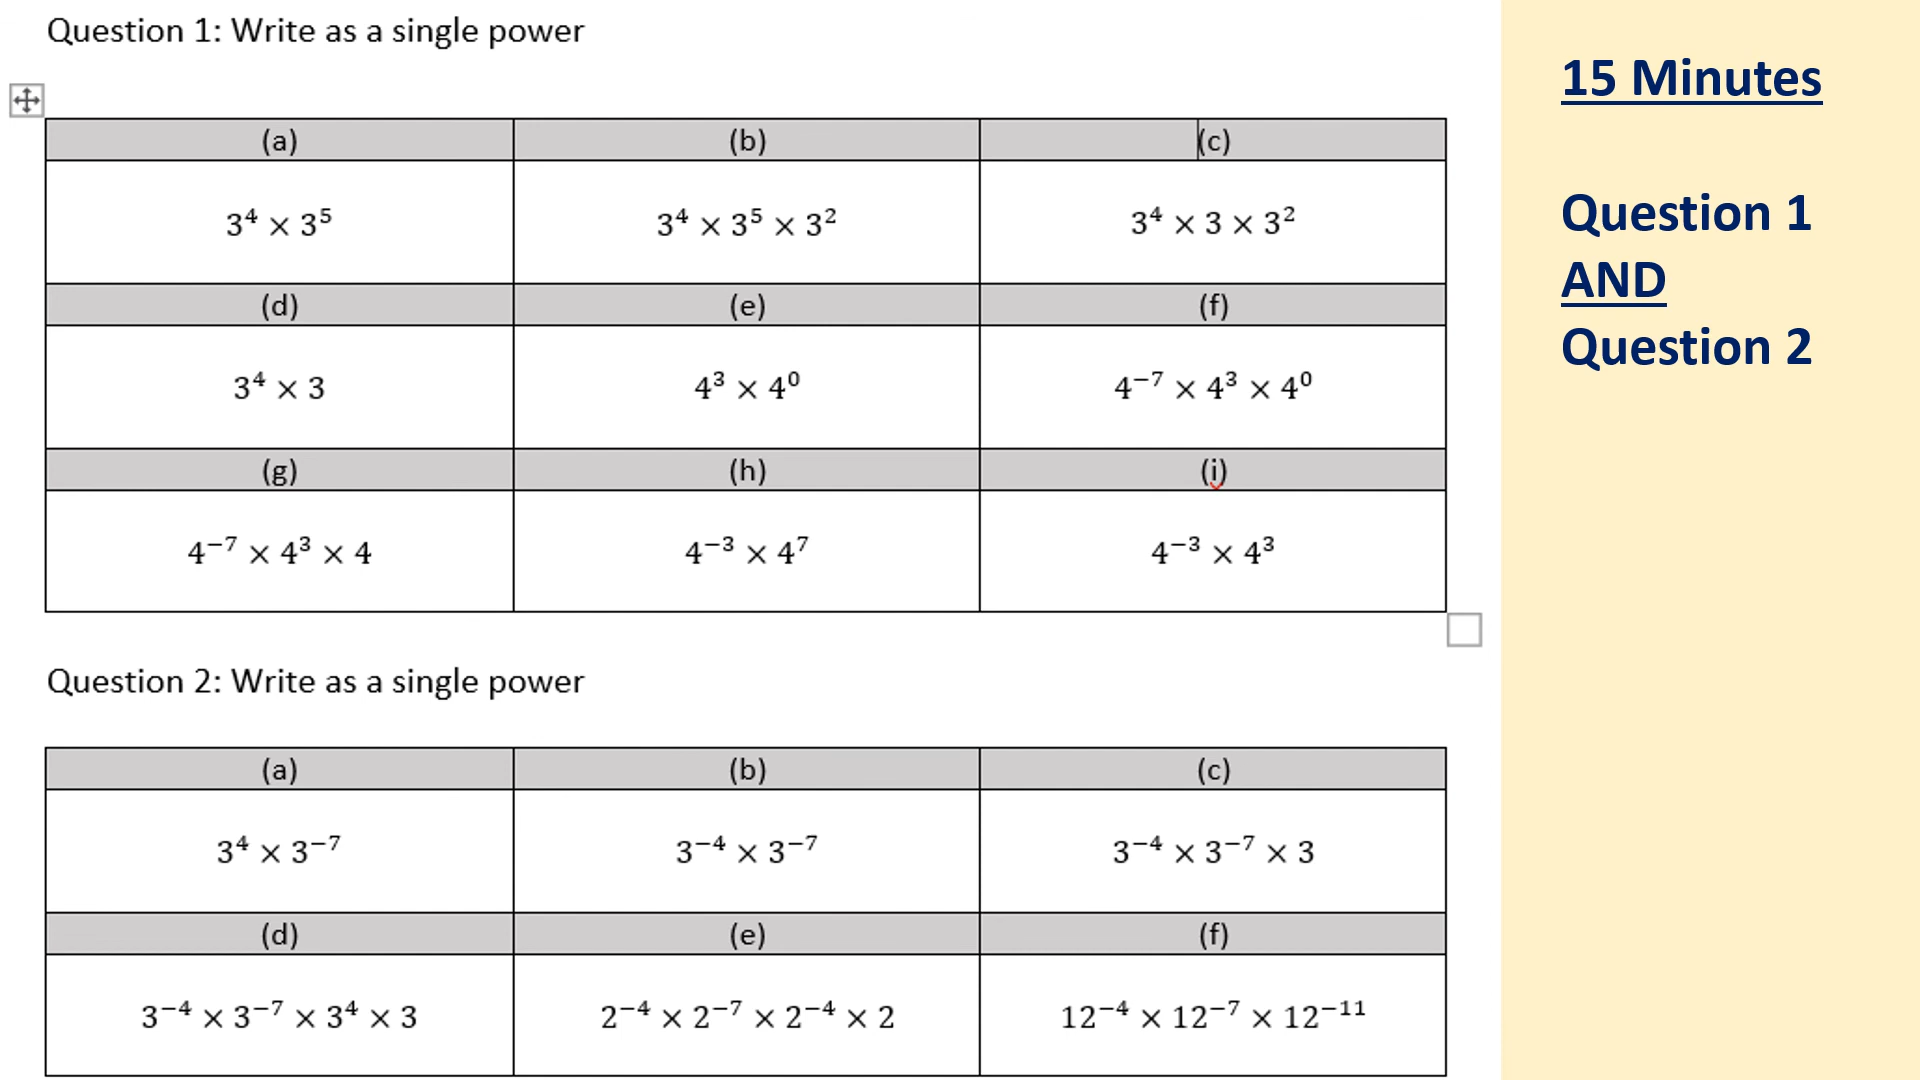 Question 1: Write as a single power
(a) (b) (c)
3⁴ × 3⁵ 3⁴ × 3⁵ × 3² 3⁴ × 3 × 3²
(d) (e) (f)
3⁴ × 3 4³ × 4⁰ 4⁻⁷ × 4³ × 4⁰
(g) (h) (i)
4⁻⁷ × 4³ × 4 4⁻³ × 4⁷ 4⁻³ × 4³
Question 2: Write as a single power
(a) (b) (c)
3⁴ × 3⁻⁷ 3⁻⁴ × 3⁻⁷ 3⁻⁴ × 3⁻⁷ × 3
(d) (e) (f)
3⁻⁴ × 3⁻⁷ × 3⁴ × 3 2⁻⁴ × 2⁻⁷ × 2⁻⁴ × 2 12⁻⁴ × 12⁻⁷ × 12⁻¹¹
15 Minutes
Question 1
AND
Question 2